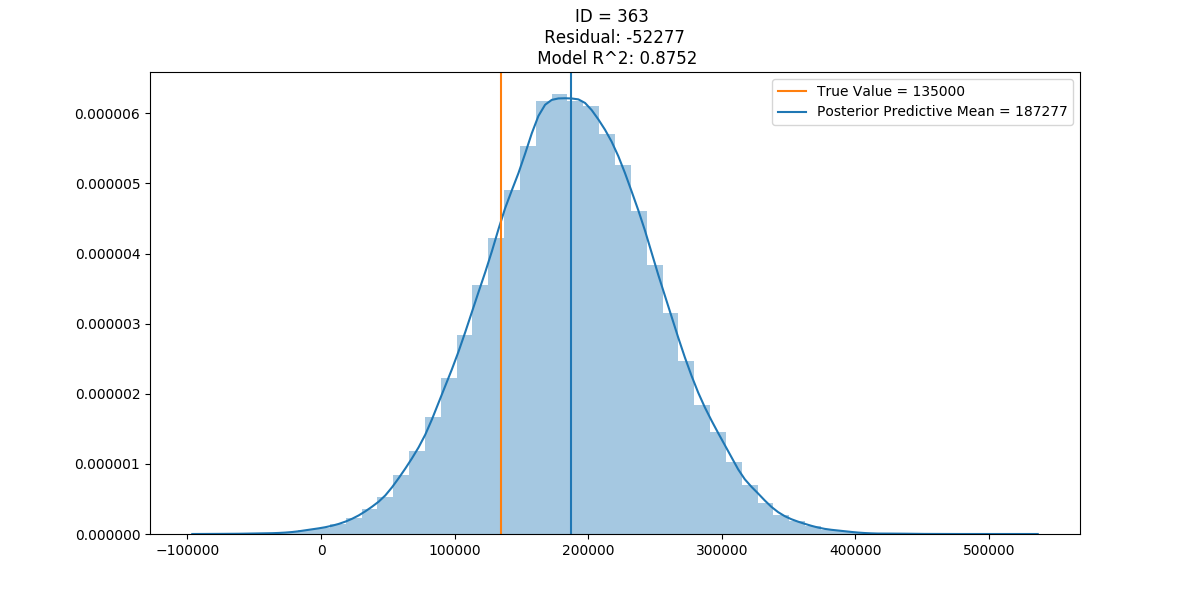 ID = 363
Residual: -52277
Model R^2: 0.8752
True Value = 135000
Posterior Predictive Mean = 187277
0.000006
0.000005
0.000004
0.000003
0.000002
0.000001
0.000000
−100000
0
100000
200000
300000
400000
500000